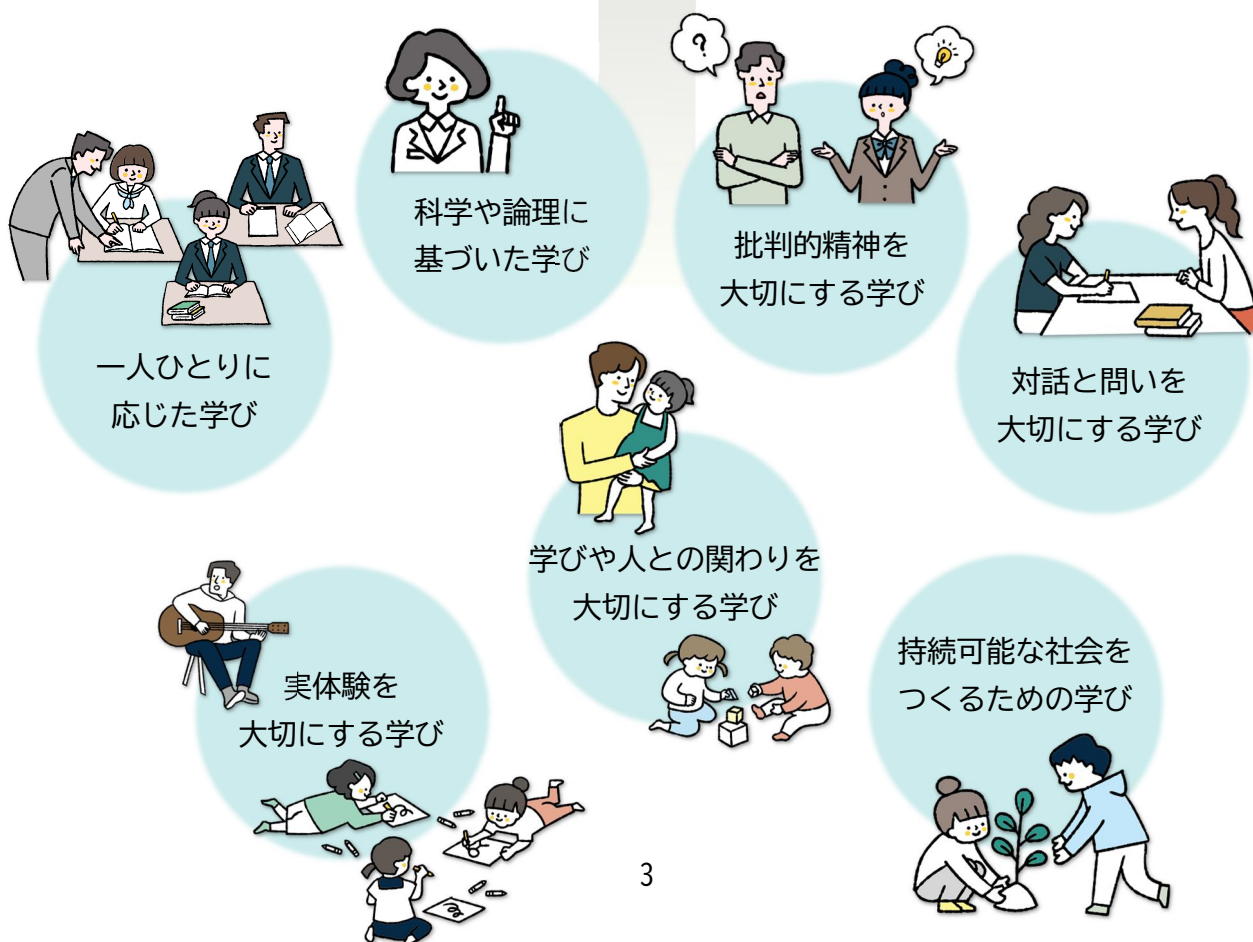 科学や論理に
基づいた学び
批判的精神を
大切にする学び
一人ひとりに
応じた学び
対話と問いを
大切にする学び
学びや人との関わりを
大切にする学び
実体験を
大切にする学び
持続可能な社会を
つくるための学び
?
3